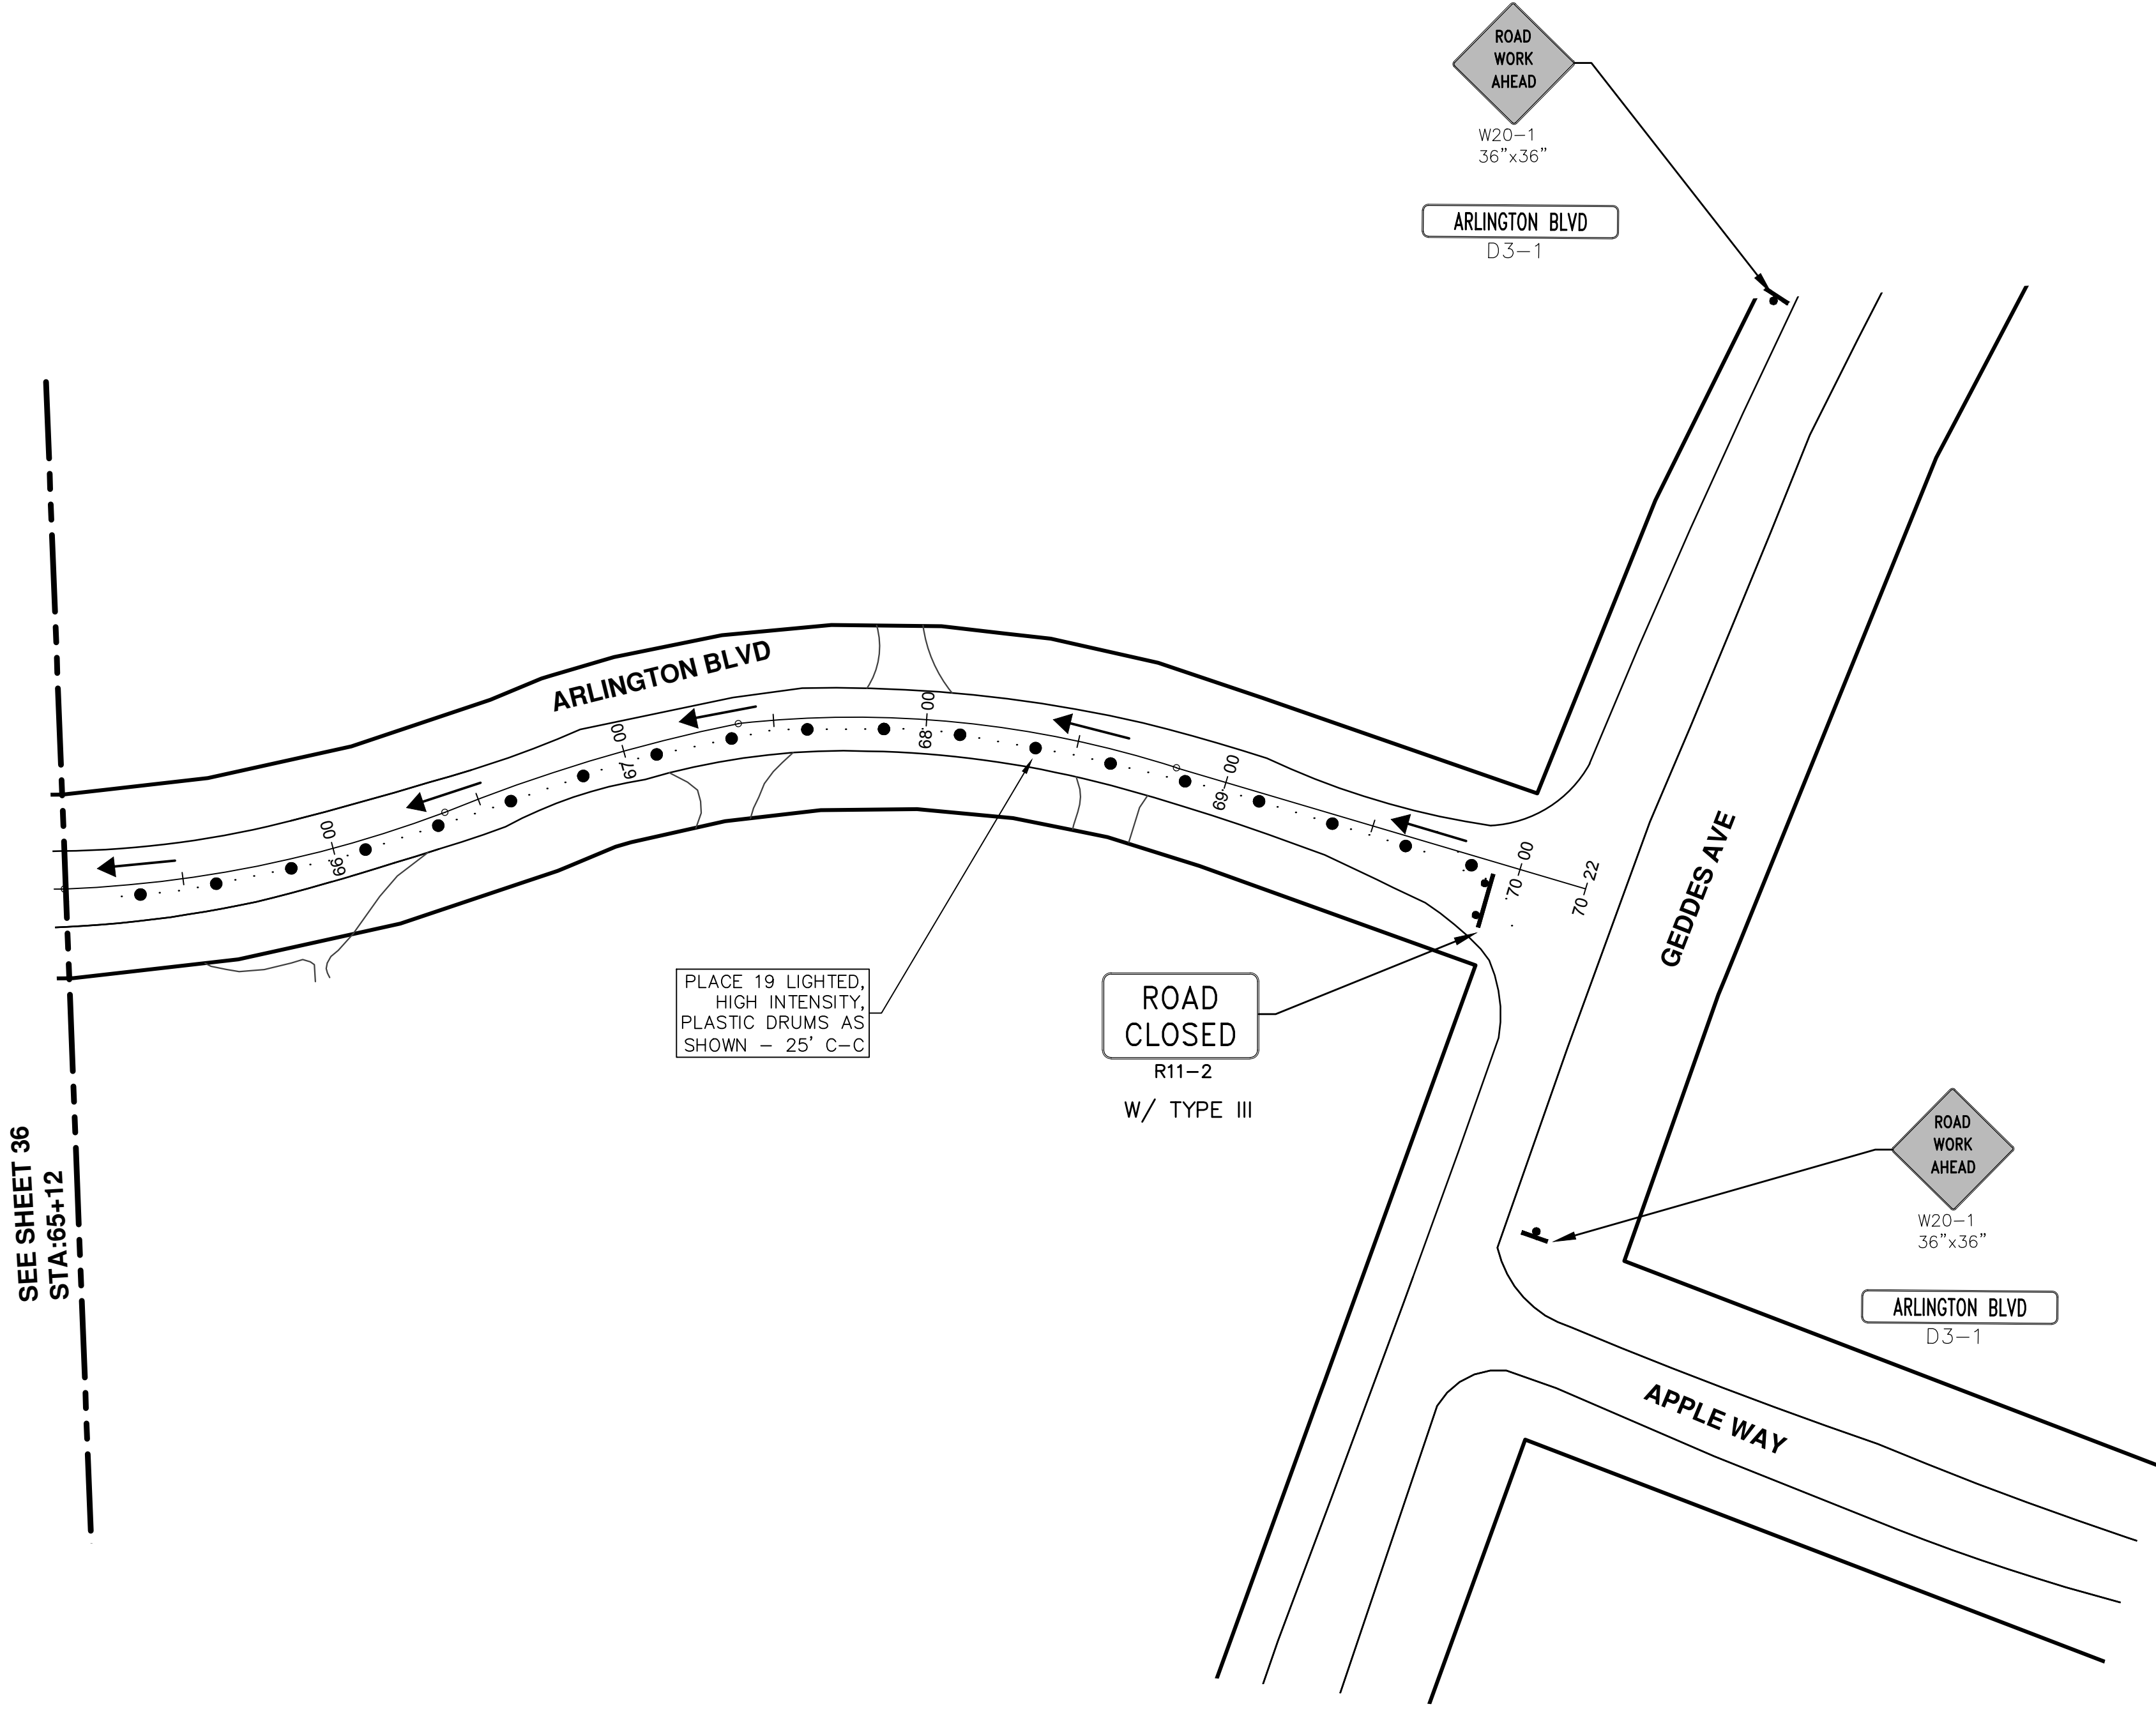 ROAD
WORK
AHEAD
W20-1
36"x36"
ARLINGTON BLVD
D3-1
ARLINGTON BLVD
66 00
67 00
68 00
69 00
70 00
70 22
GEDDES AVE
PLACE 19 LIGHTED,
HIGH INTENSITY,
PLASTIC DRUMS AS
SHOWN - 25' C-C
ROAD
CLOSED
R11-2
W/ TYPE III
SEE SHEET 36
STA:65+12
ROAD
WORK
AHEAD
W20-1
36"x36"
ARLINGTON BLVD
D3-1
APPLE WAY